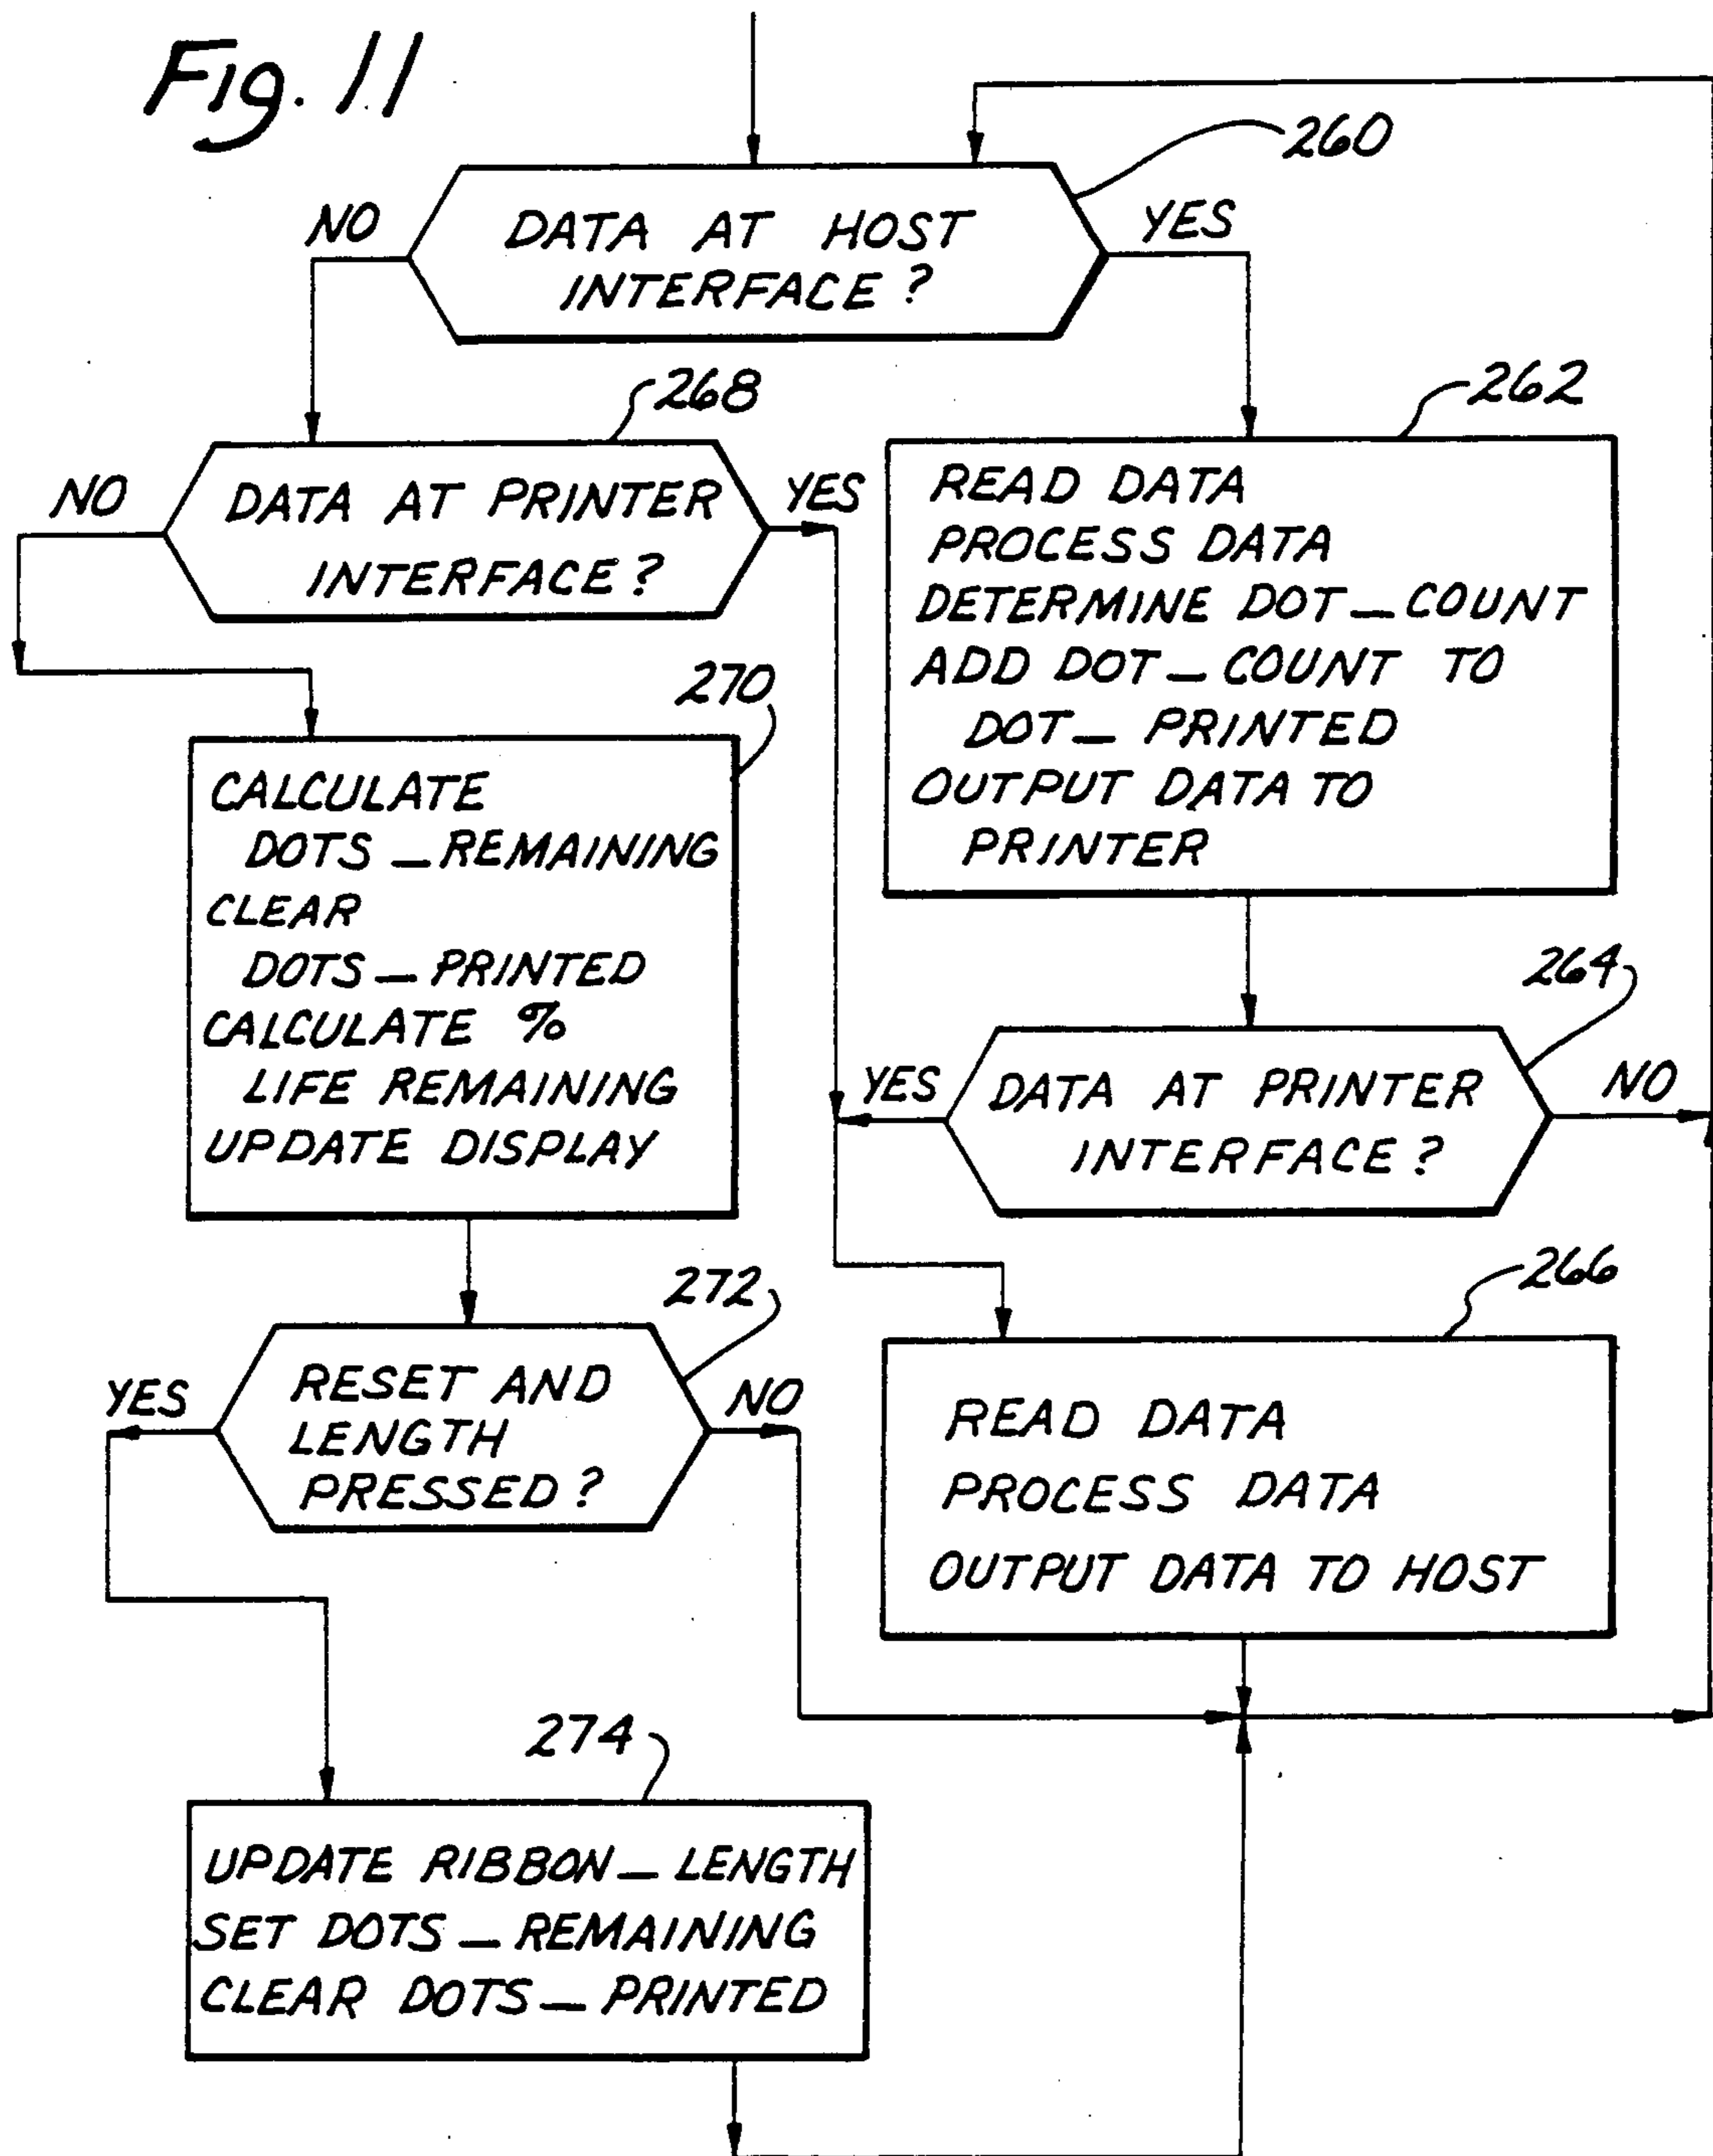 Fig. 11
260
NO
DATA AT HOST
INTERFACE?
YES
268
NO
DATA AT PRINTER
INTERFACE?
YES
262
READ DATA
PROCESS DATA
DETERMINE DOT_COUNT
ADD DOT_COUNT TO
DOT_PRINTED
OUTPUT DATA TO
PRINTER
270
CALCULATE
DOTS_REMAINING
CLEAR
DOTS_PRINTED
CALCULATE %
LIFE REMAINING
UPDATE DISPLAY
264
YES
DATA AT PRINTER
INTERFACE?
NO
272
YES
RESET AND
LENGTH
PRESSED?
NO
266
READ DATA
PROCESS DATA
OUTPUT DATA TO HOST
274
UPDATE RIBBON_LENGTH
SET DOTS_REMAINING
CLEAR DOTS_PRINTED